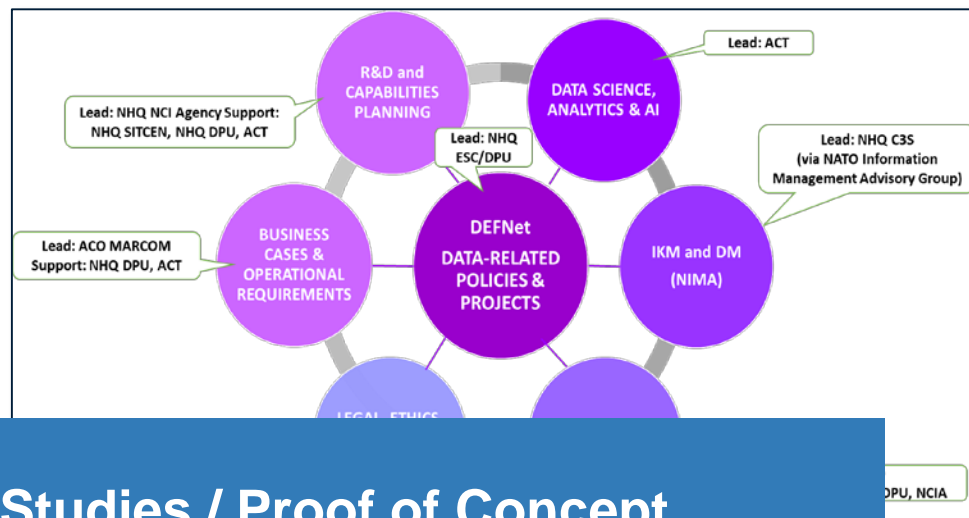 R&D and
CAPABILITIES
PLANNING
DATA SCIENCE,
ANALYTICS & AI
Lead: ACT
Lead: NHQ NCI Agency Support:
NHQ SITCEN, NHQ DPU, ACT
Lead: NHQ
ESC/DPU
Lead: NHQ C3S
(via NATO Information
Management Advisory Group)
DEFNet
DATA-RELATED
POLICIES &
PROJECTS
BUSINESS
CASES &
OPERATIONAL
REQUIREMENTS
IKM and DM
(NIMA)
Lead: ACO MARCOM
Support: NHQ DPU, ACT
LEGAL, ETHICS
DPU, NCIA
Studies / Proof of Concept